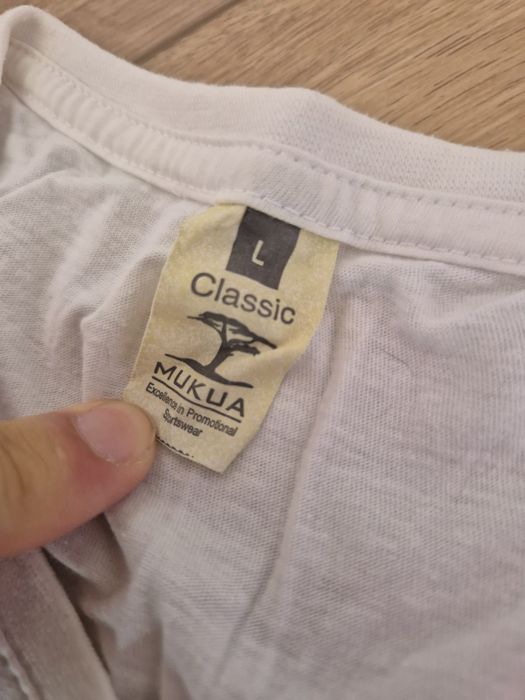 L
Classic
MUKUA
Excellence in Promotional
Sportswear